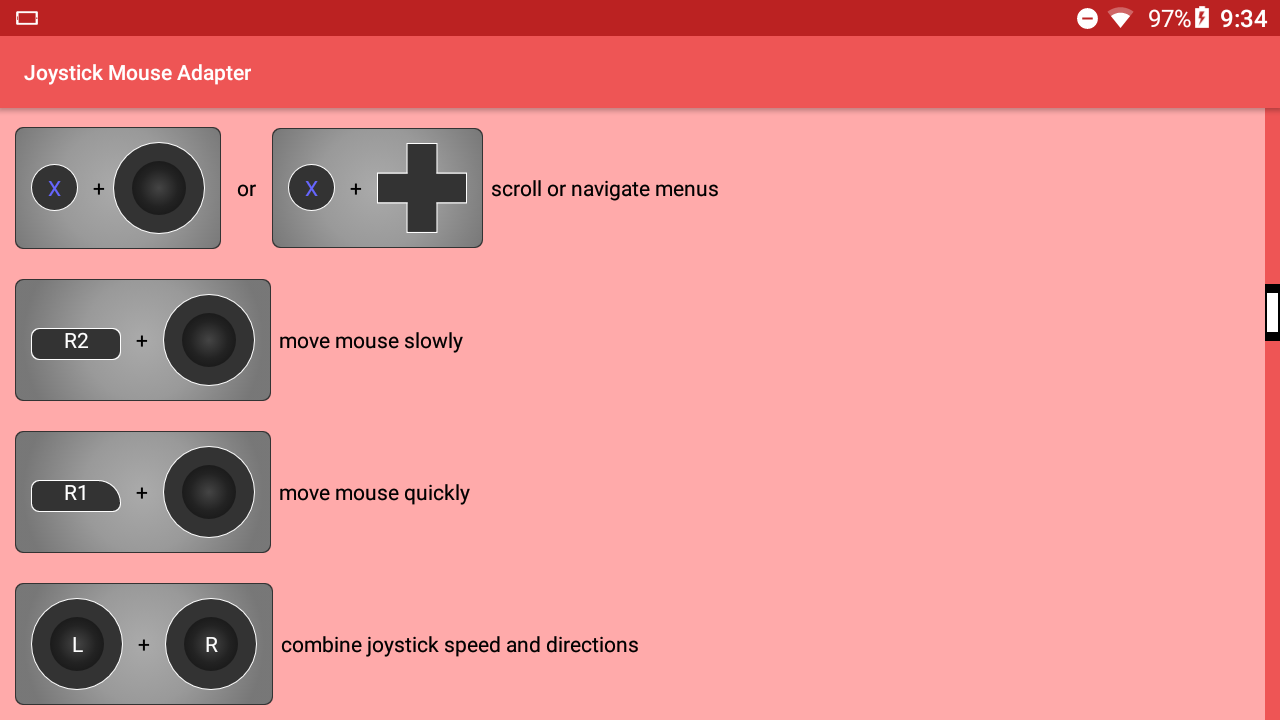 97% 9:34
Joystick Mouse Adapter
X + or X + scroll or navigate menus
R2 + move mouse slowly
R1 + move mouse quickly
L + R combine joystick speed and directions